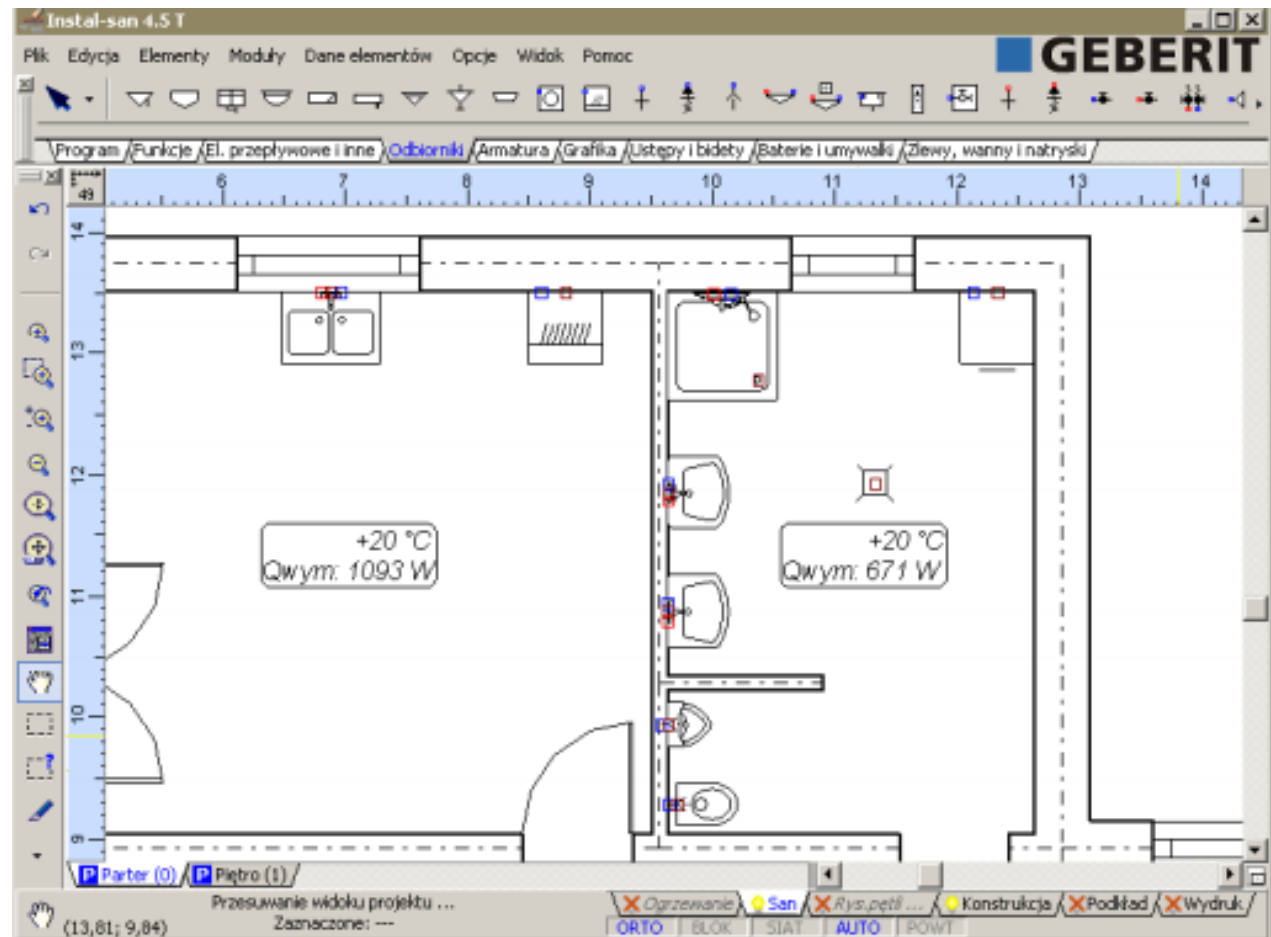 Instal-san 4.5 T
Plik Edycja Elementy Moduły Dane elementów Opcje Widok Pomoc
GEBERIT
Program Funkcje El. przepływowe i inne Odbiorniki Armatura Grafika Ustępy i bidety Baterie i umywalki Zlewy, wanny i natryski
49
6 7 8 9 10 11 12 13 14
14
13
12
11
10
9
+20 °C
Qwym: 1093 W
+20 °C
Qwym: 671 W
P Parter (0) P Piętro (1)
Przesuwanie widoku projektu ...
Ogrzewanie San Rys.pętli ... Konstrukcja Podkład Wydruk
(13,81; 9,84) Zaznaczone: ---
ORTO BLOK SIAT AUTO POWT